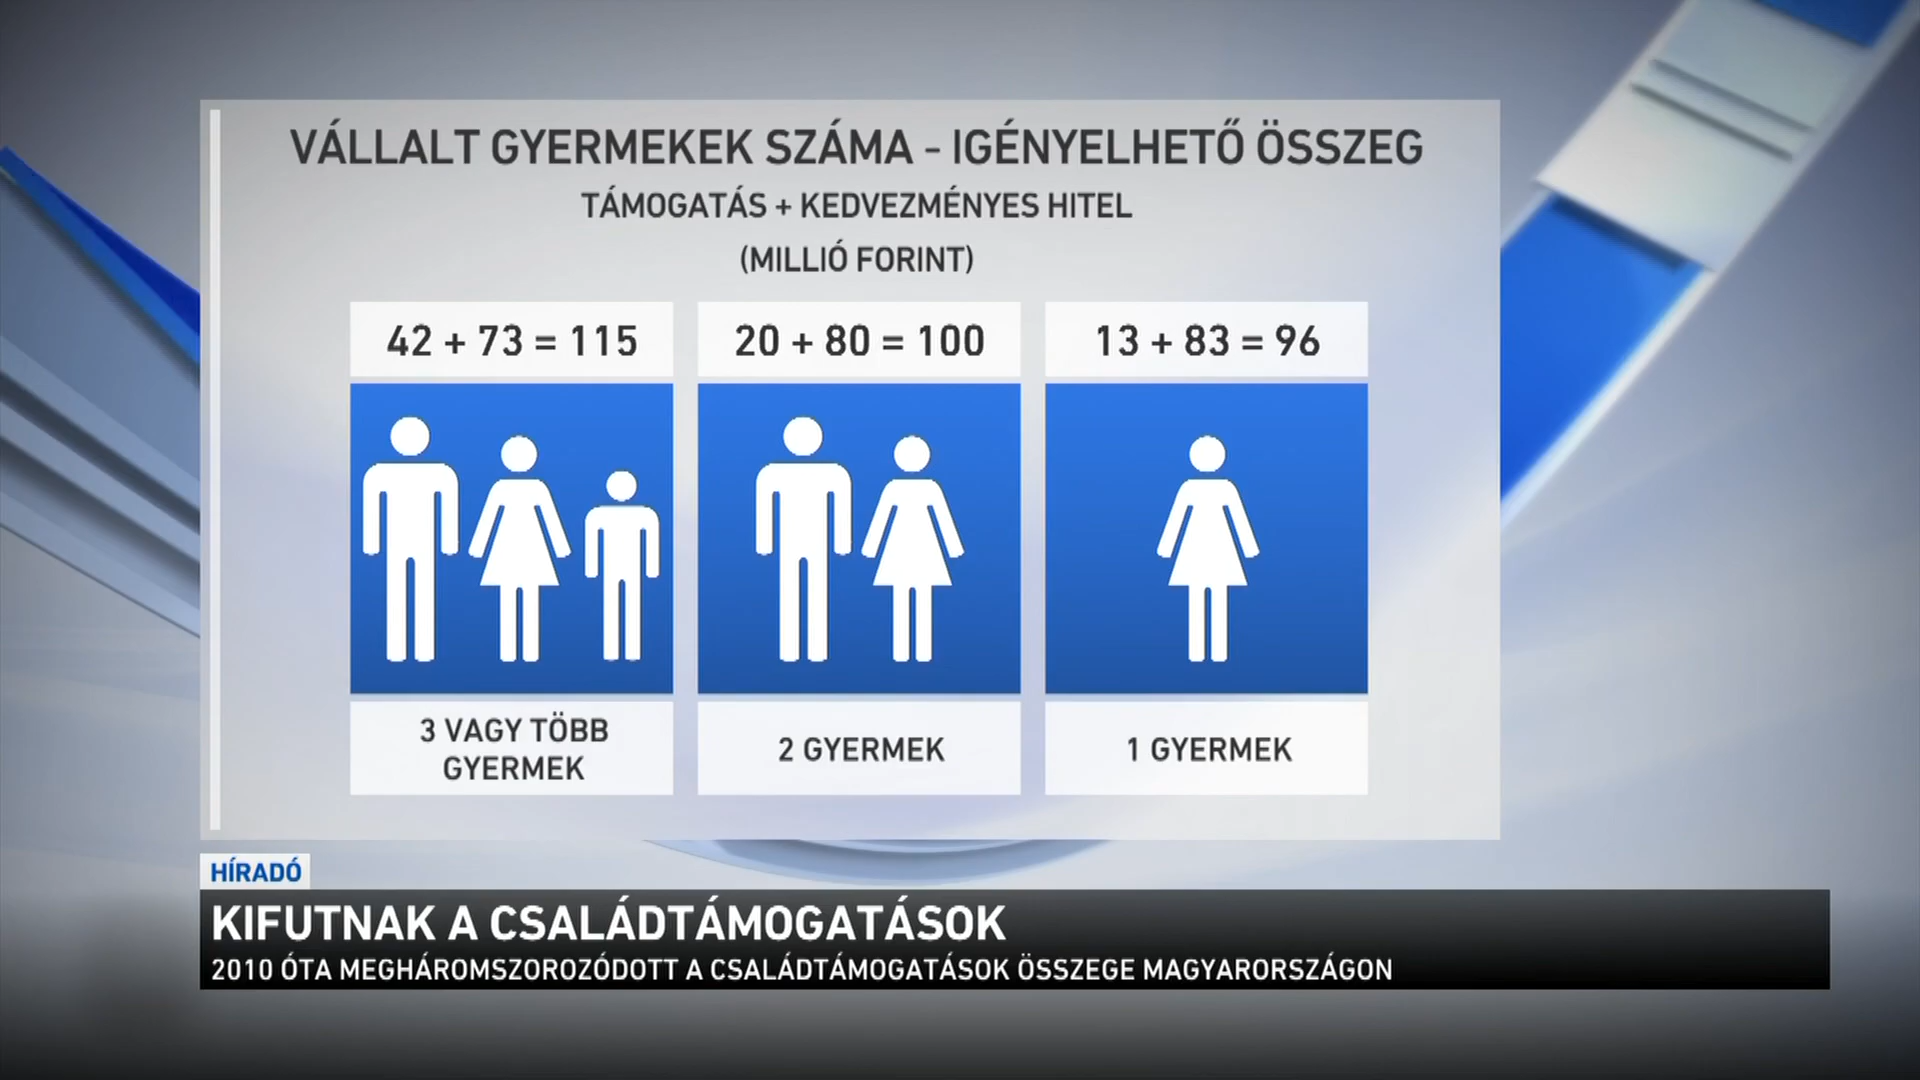 VÁLLALT GYERMEKEK SZÁMA - IGÉNYELHETŐ ÖSSZEG
TÁMOGATÁS + KEDVEZMÉNYES HITEL
(MILLIÓ FORINT)
42 + 73 = 115
20 + 80 = 100
13 + 83 = 96
3 VAGY TÖBB
GYERMEK
2 GYERMEK
1 GYERMEK
HÍRADÓ
KIFUTNAK A CSALÁDTÁMOGATÁSOK
2010 ÓTA MEGHÁROMSZOROZÓDOTT A CSALÁDTÁMOGATÁSOK ÖSSZEGE MAGYARORSZÁGON